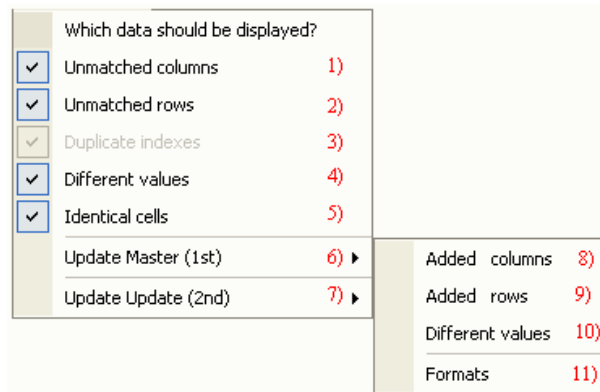 Which data should be displayed?
Unmatched columns 1)
Unmatched rows 2)
Duplicate indexes 3)
Different values 4)
Identical cells 5)
Update Master (1st) 6)
Update Update (2nd) 7)
Added columns 8)
Added rows 9)
Different values 10)
Formats 11)